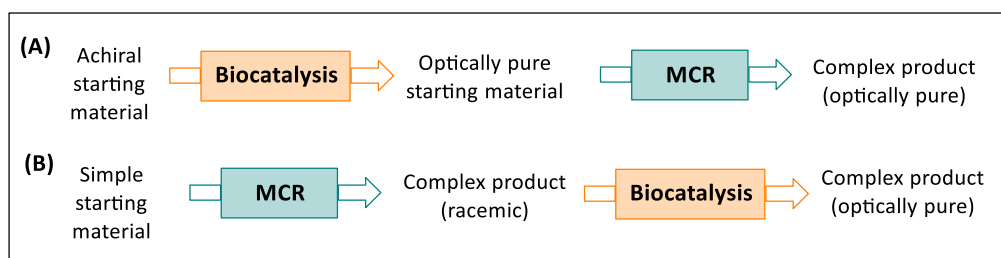 (A)
Achiral
starting
material
Biocatalysis
Optically pure
starting material
MCR
Complex product
(optically pure)
(B)
Simple
starting
material
MCR
Complex product
(racemic)
Biocatalysis
Complex product
(optically pure)